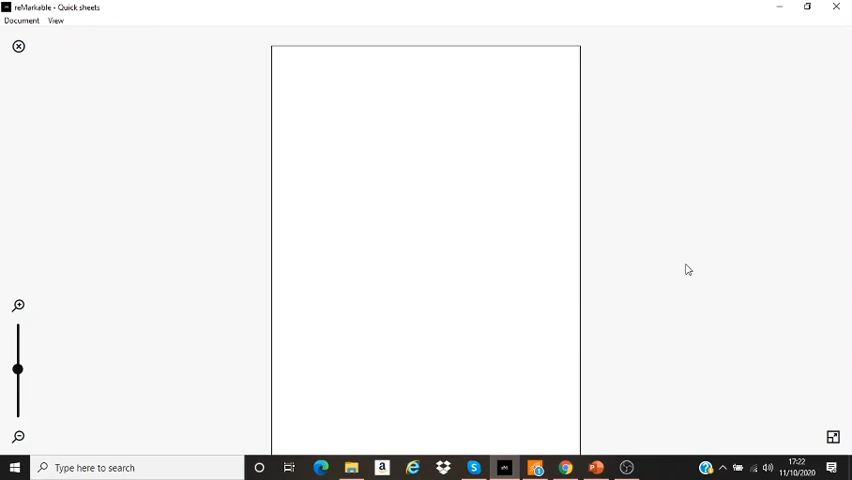 reMarkable - Quick sheets
Document View
Type here to search
17:22
11/10/2020